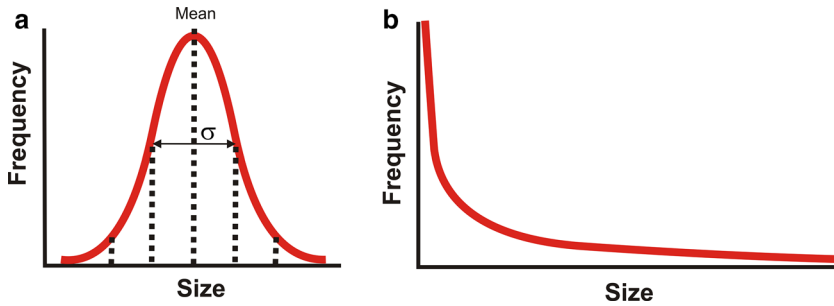 a
Mean
Frequency
σ
Size
b
Frequency
Size